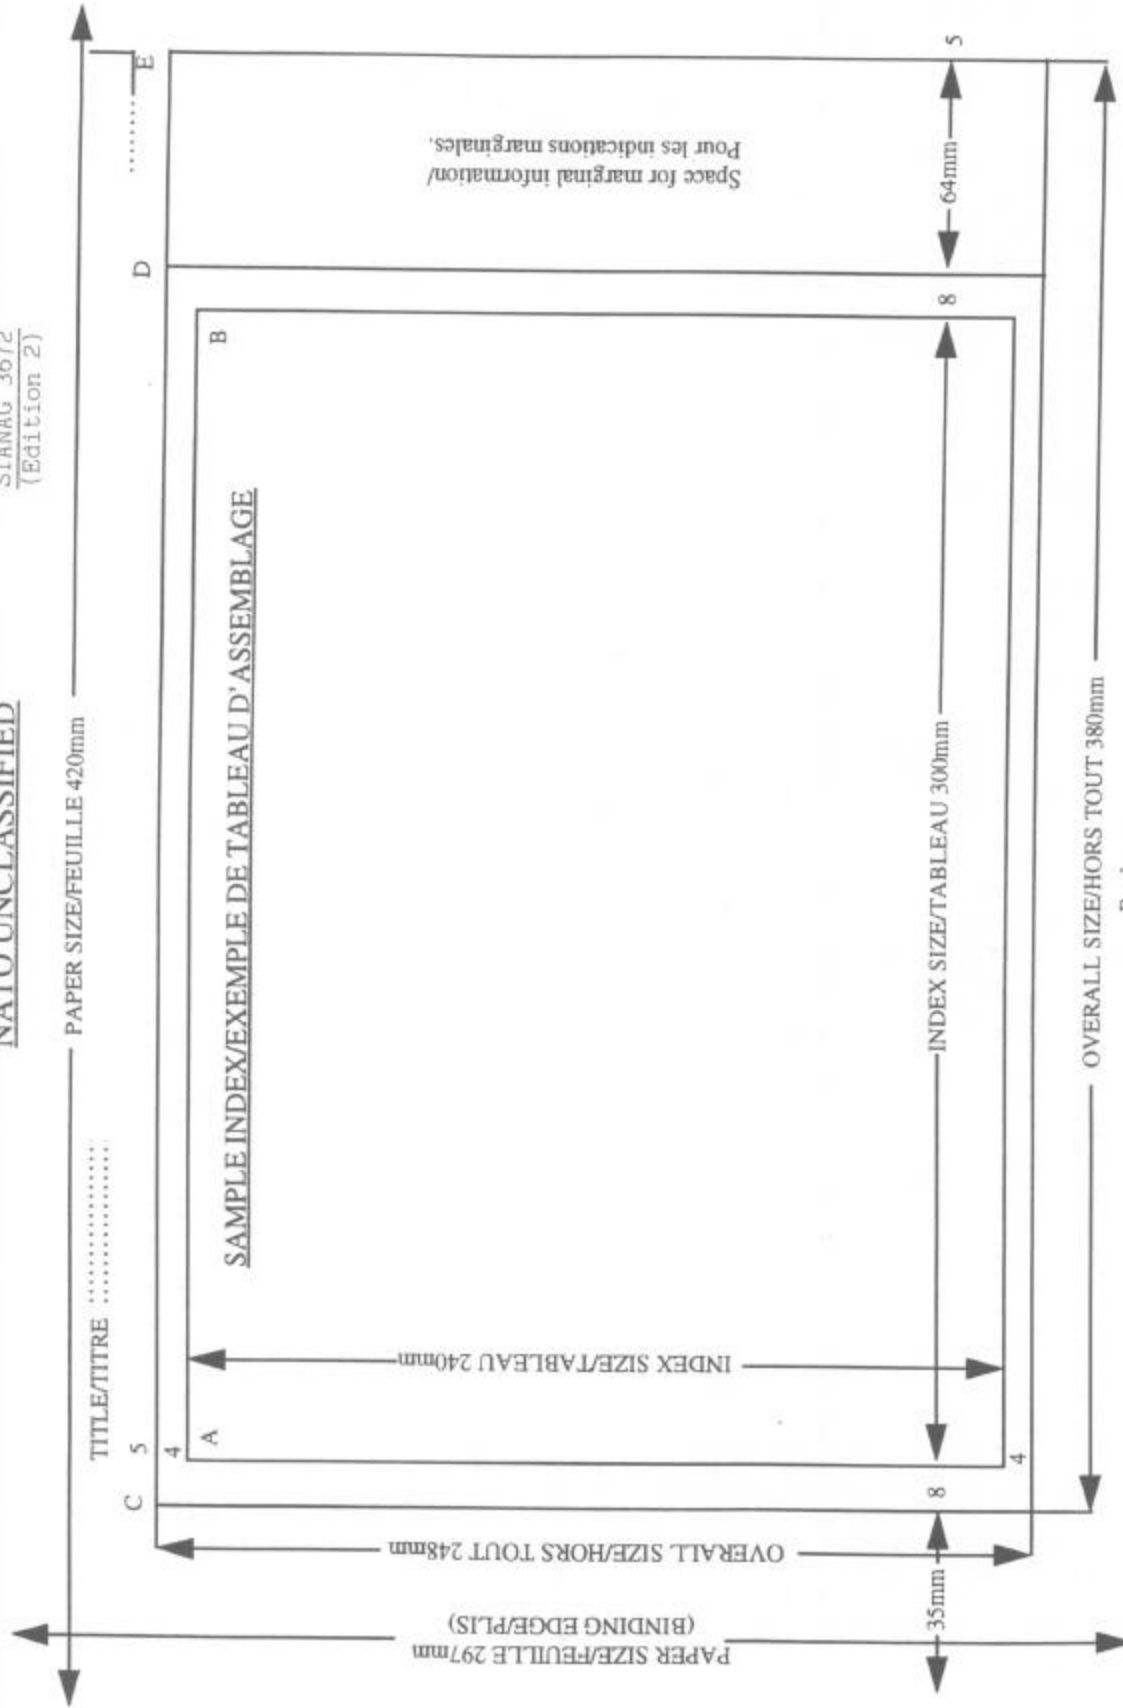 NATO UNCLASSIFIED
STANAG 3672
(Edition 2)
PAPER SIZE/FEUILLE 420mm
TITLE/TITRE ................
..........
C
5
D
E
4
A
B
SAMPLE INDEX/EXEMPLE DE TABLEAU D'ASSEMBLAGE
Space for marginal information/
Pour les indications marginales.
PAPER SIZE/FEUILLE 297mm
(BINDING EDGE/PLIS)
OVERALL SIZE/HORS TOUT 248mm
INDEX SIZE/TABLEAU 240mm
35mm
8
INDEX SIZE/TABLEAU 300mm
8
64mm
5
4
OVERALL SIZE/HORS TOUT 380mm